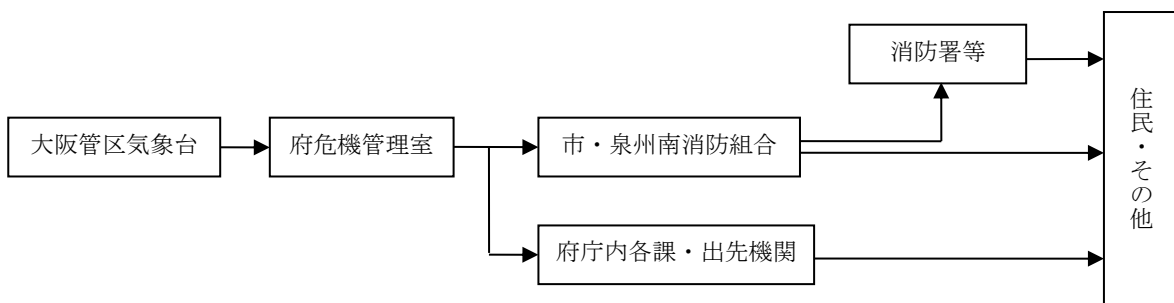 消防署等
大阪管区気象台
府危機管理室
市・泉州南消防組合
府庁内各課・出先機関
住民・その他